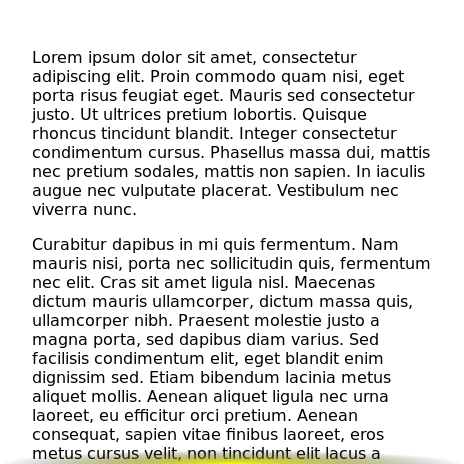 Lorem ipsum dolor sit amet, consectetur
adipiscing elit. Proin commodo quam nisi, eget
porta risus feugiat eget. Mauris sed consectetur
justo. Ut ultrices pretium lobortis. Quisque
rhoncus tincidunt blandit. Integer consectetur
condimentum cursus. Phasellus massa dui, mattis
nec pretium sodales, mattis non sapien. In iaculis
augue nec vulputate placerat. Vestibulum nec
viverra nunc.
Curabitur dapibus in mi quis fermentum. Nam
mauris nisi, porta nec sollicitudin quis, fermentum
nec elit. Cras sit amet ligula nisl. Maecenas
dictum mauris ullamcorper, dictum massa quis,
ullamcorper nibh. Praesent molestie justo a
magna porta, sed dapibus diam varius. Sed
facilisis condimentum elit, eget blandit enim
dignissim sed. Etiam bibendum lacinia metus
aliquet mollis. Aenean aliquet ligula nec urna
laoreet, eu efficitur orci pretium. Aenean
consequat, sapien vitae finibus laoreet, eros
metus cursus velit, non tincidunt elit lacus a